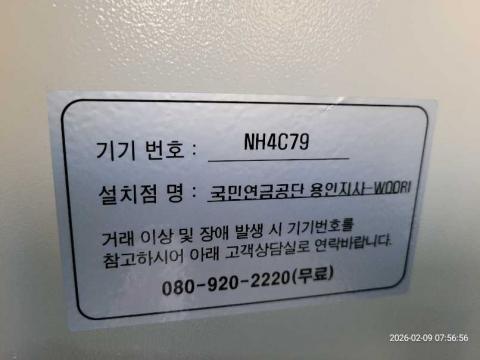 기기 번호 : NH4C79
설치점 명 : 국민연금공단 용인지사-WOORI
거래 이상 및 장애 발생 시 기기번호를
참고하시어 아래 고객상담실로 연락바랍니다.
080-920-2220(무료)
2026-02-09 07:56:56